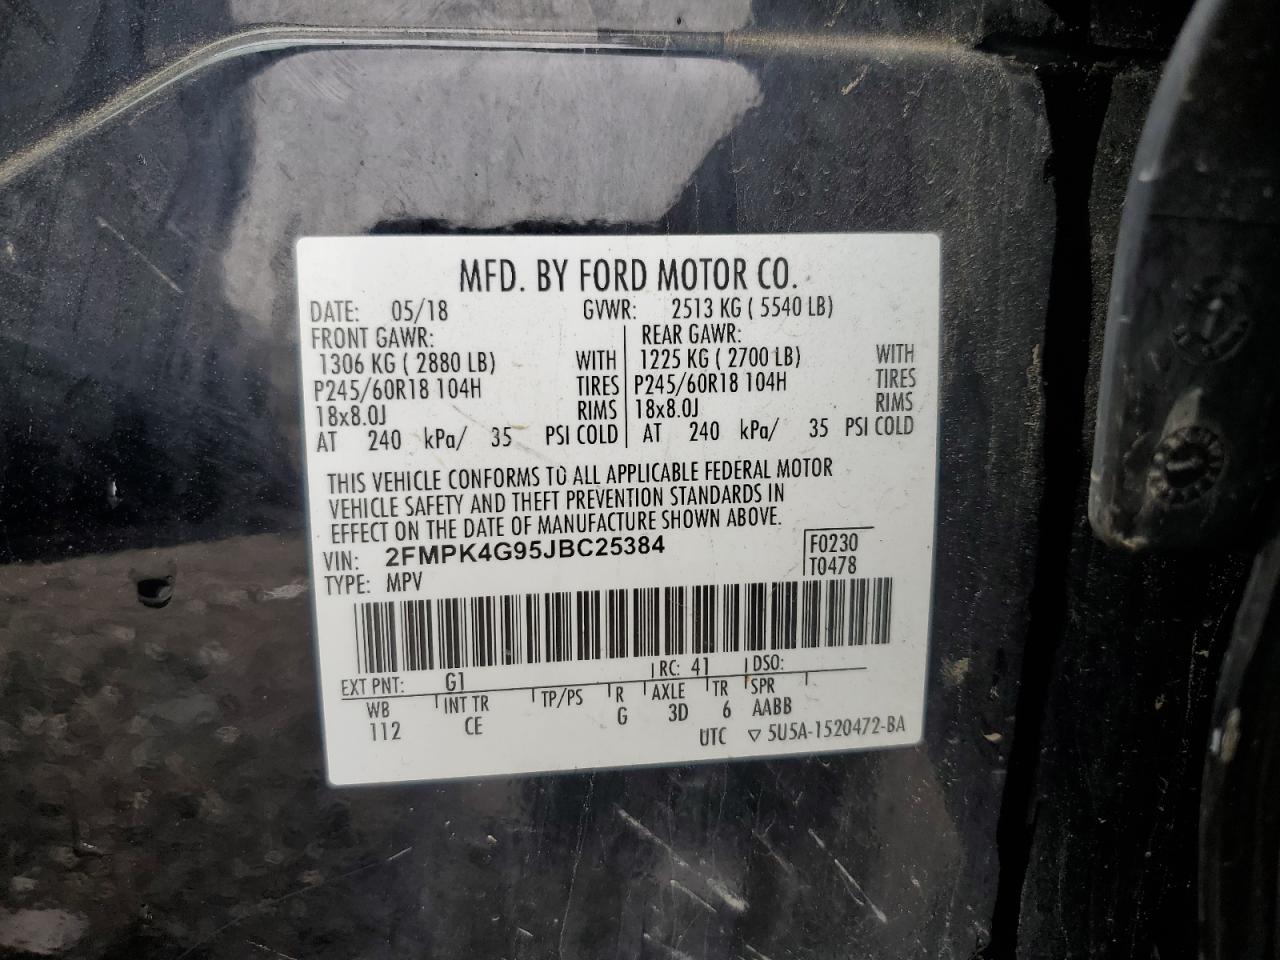 MFD. BY FORD MOTOR CO.
DATE: 05/18 GVWR: 2513 KG ( 5540 LB)
FRONT GAWR: REAR GAWR:
1306 KG ( 2880 LB) WITH 1225 KG ( 2700 LB) WITH
P245/60R18 104H TIRES P245/60R18 104H TIRES
18x8.0J RIMS 18x8.0J RIMS
AT 240 kPa/ 35 PSI COLD AT 240 kPa/ 35 PSI COLD
THIS VEHICLE CONFORMS TO ALL APPLICABLE FEDERAL MOTOR
VEHICLE SAFETY AND THEFT PREVENTION STANDARDS IN
EFFECT ON THE DATE OF MANUFACTURE SHOWN ABOVE.
VIN: 2FMPK4G95JBC25384 F0230
TYPE: MPV T0478
EXT PNT: G1 RC: 41 DSO:
WB INT TR TP/PS R AXLE TR SPR
112 CE G 3D 6 AABB
UTC ▽ 5U5A-1520472-BA